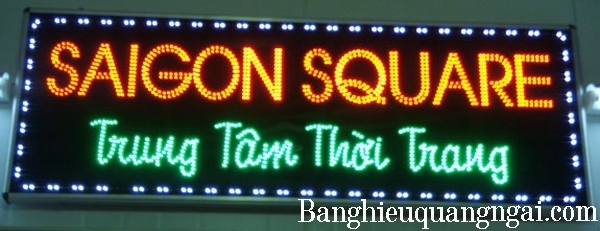 SAIGON SQUARE
Trung Tâm Thời Trang
Banghieuquangngai.com